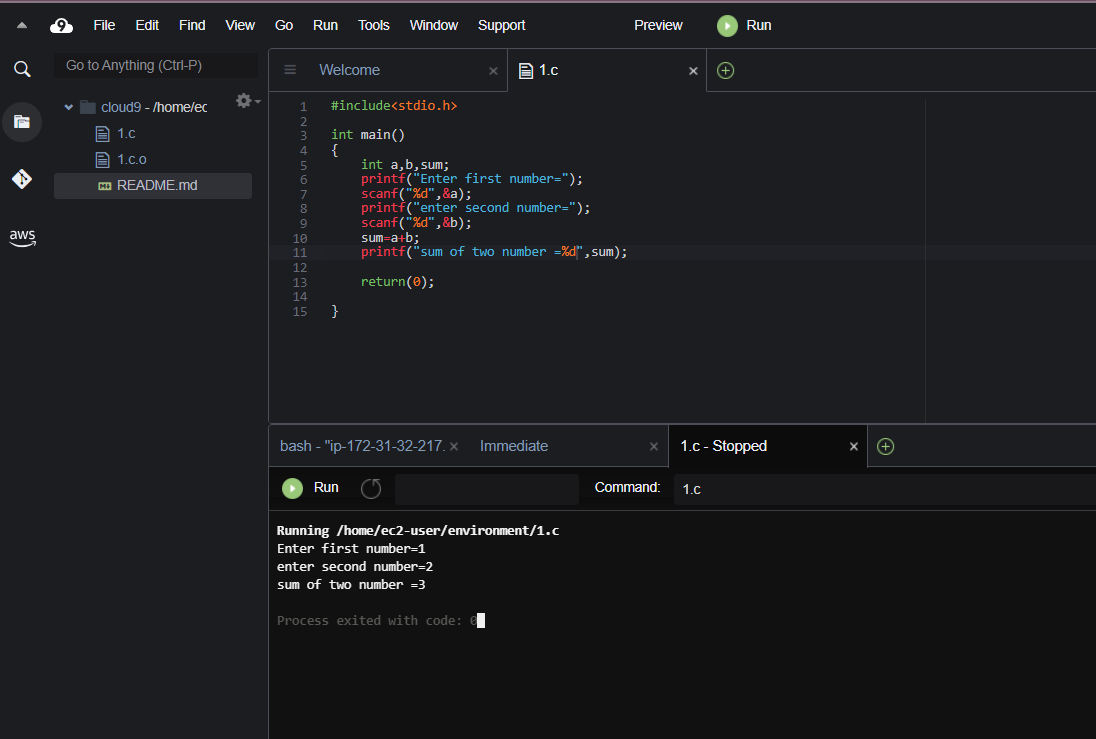 File Edit Find View Go Run Tools Window Support Preview Run
Go to Anything (Ctrl-P)
Welcome 1.c
cloud9 - /home/ec
1.c
1.c.o
README.md
aws
1 #include<stdio.h>
2
3 int main()
4 {
5 int a,b,sum;
6 printf("Enter first number=");
7 scanf("%d",&a);
8 printf("enter second number=");
9 scanf("%d",&b);
10 sum=a+b;
11 printf("sum of two number =%d",sum);
12
13 return(0);
14
15 }
bash - "ip-172-31-32-217. Immediate 1.c - Stopped
Run Command: 1.c
Running /home/ec2-user/environment/1.c
Enter first number=1
enter second number=2
sum of two number =3
Process exited with code: 0